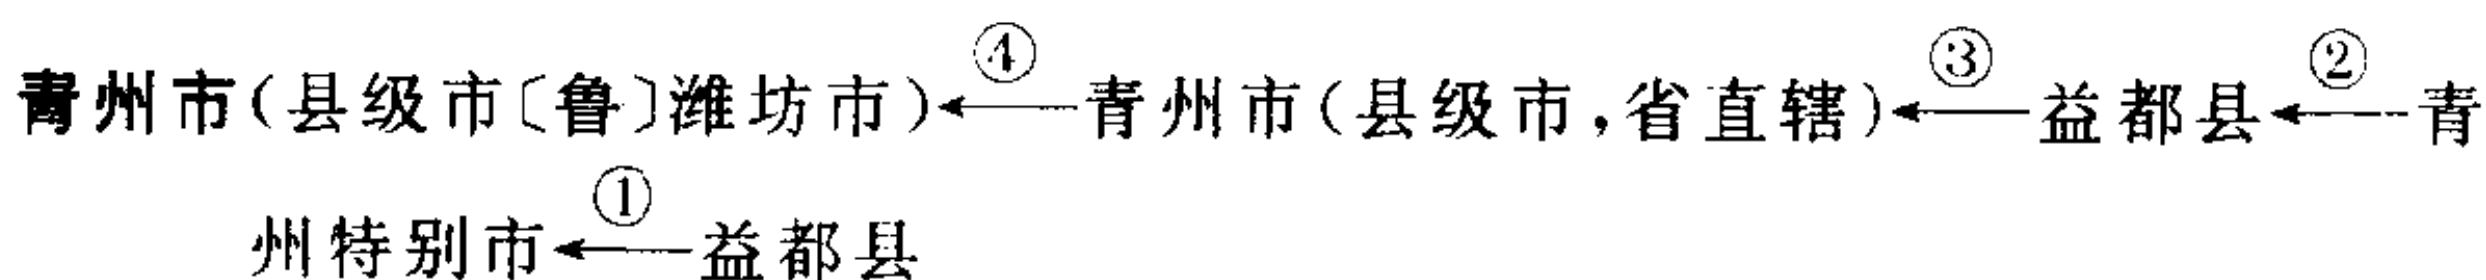 青州市(县级市〔鲁〕潍坊市)←④青州市(县级市,省直辖)←③益都县←②青
州特别市←①益都县